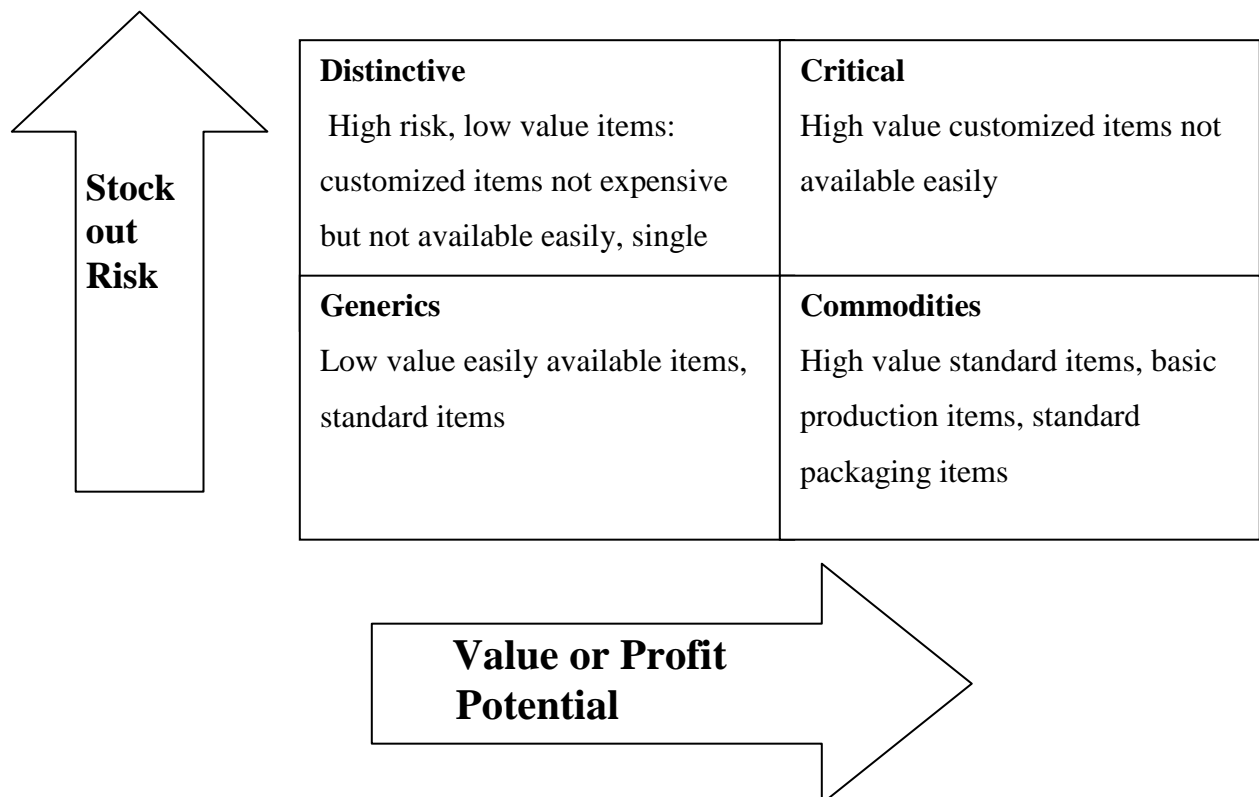 Stock
out
Risk
Distinctive
High risk, low value items:
customized items not expensive
but not available easily, single
Critical
High value customized items not
available easily
Generics
Low value easily available items,
standard items
Commodities
High value standard items, basic
production items, standard
packaging items
Value or Profit
Potential